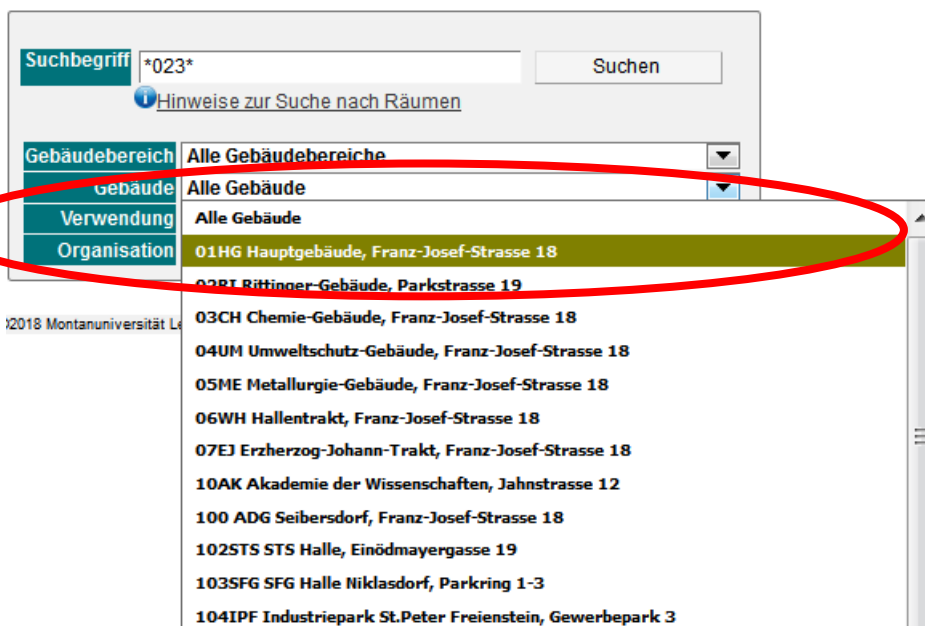 Suchbegriff *023* Suchen
Hinweise zur Suche nach Räumen
Gebäudebereich Alle Gebäudebereiche
Gebäude Alle Gebäude
Verwendung Alle Gebäude
Organisation 01HG Hauptgebäude, Franz-Josef-Strasse 18
02RI Rittinger-Gebäude, Parkstrasse 19
03CH Chemie-Gebäude, Franz-Josef-Strasse 18
2018 Montanuniversität
04UM Umweltschutz-Gebäude, Franz-Josef-Strasse 18
05ME Metallurgie-Gebäude, Franz-Josef-Strasse 18
06WH Hallentrakt, Franz-Josef-Strasse 18
07EJ Erzherzog-Johann-Trakt, Franz-Josef-Strasse 18
10AK Akademie der Wissenschaften, Jahnstrasse 12
100 ADG Seibersdorf, Franz-Josef-Strasse 18
102STS STS Halle, Einödmayergasse 19
103SFG SFG Halle Niklasdorf, Parkring 1-3
104IPF Industriepark St.Peter Freienstein, Gewerbepark 3